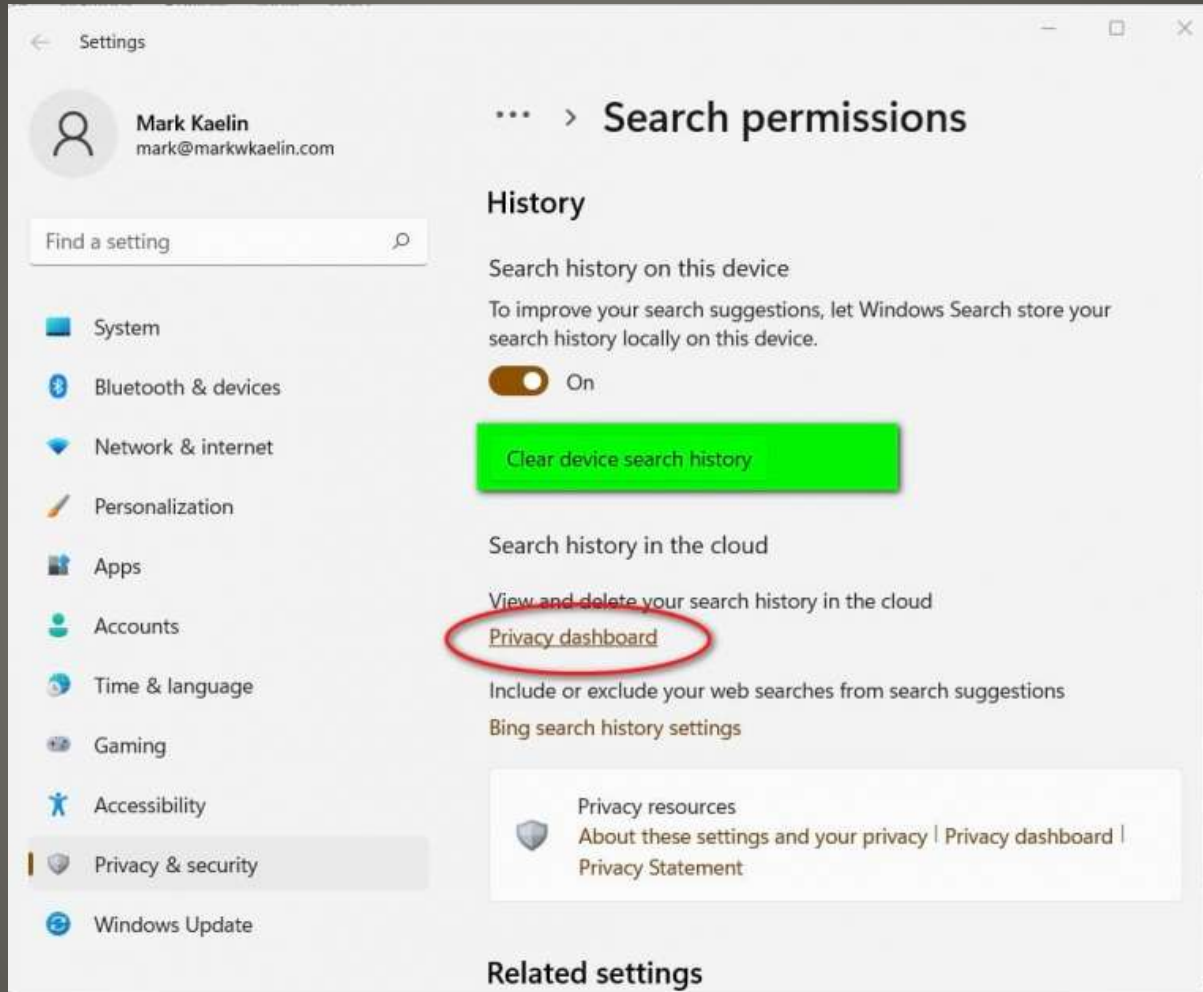 Settings
Mark Kaelin
mark@markwkaelin.com
Find a setting
System
Bluetooth & devices
Network & internet
Personalization
Apps
Accounts
Time & language
Gaming
Accessibility
Privacy & security
Windows Update
··· > Search permissions
History
Search history on this device
To improve your search suggestions, let Windows Search store your
search history locally on this device.
On
Clear device search history
Search history in the cloud
View and delete your search history in the cloud
Privacy dashboard
Include or exclude your web searches from search suggestions
Bing search history settings
Privacy resources
About these settings and your privacy | Privacy dashboard |
Privacy Statement
Related settings